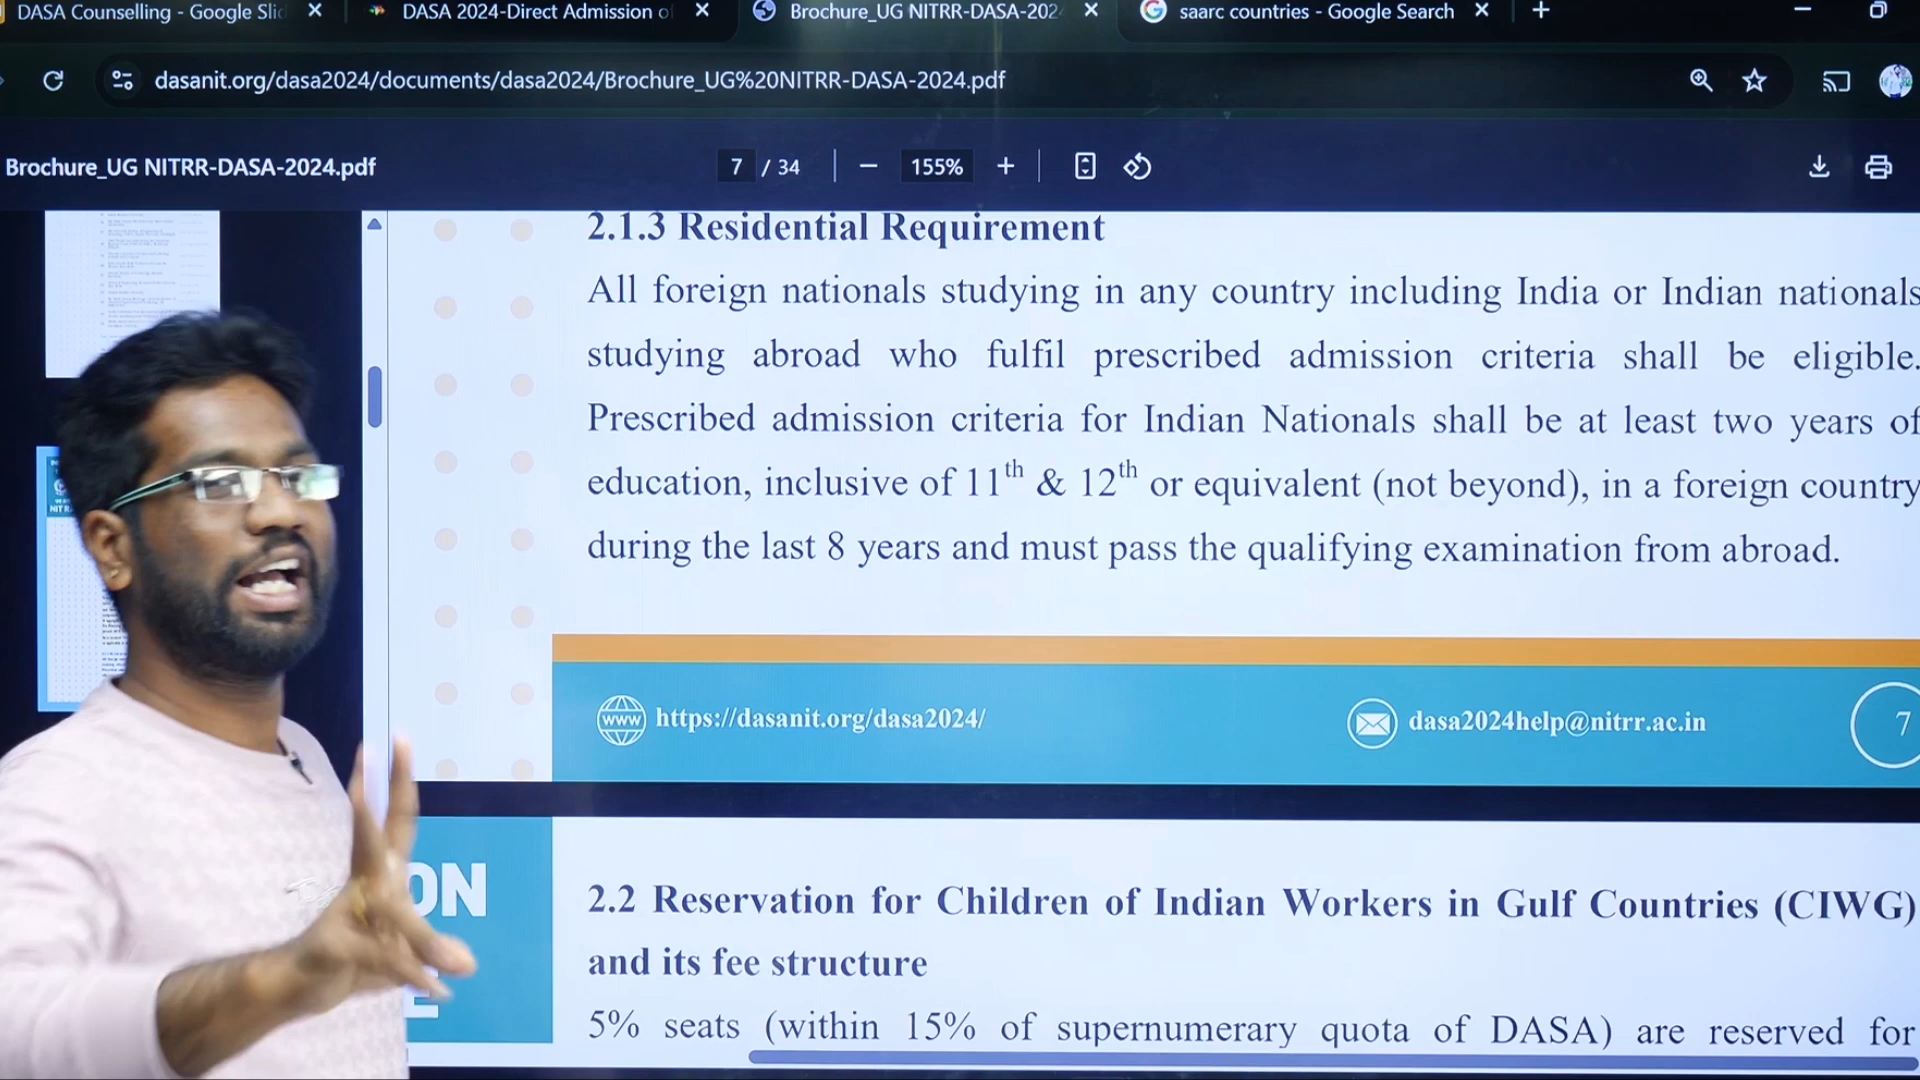 DASA Counselling - Google Slid
DASA 2024-Direct Admission of
Brochure_UG NITRR-DASA-202
saarc countries - Google Search
dasanit.org/dasa2024/documents/dasa2024/Brochure_UG%20NITRR-DASA-2024.pdf
Brochure_UG NITRR-DASA-2024.pdf
7 / 34
155%
2.1.3 Residential Requirement
All foreign nationals studying in any country including India or Indian nationals
studying abroad who fulfil prescribed admission criteria shall be eligible.
Prescribed admission criteria for Indian Nationals shall be at least two years of
education, inclusive of 11th & 12th or equivalent (not beyond), in a foreign country
during the last 8 years and must pass the qualifying examination from abroad.
www https://dasanit.org/dasa2024/
dasa2024help@nitrr.ac.in
7
ON
E
2.2 Reservation for Children of Indian Workers in Gulf Countries (CIWG)
and its fee structure
5% seats (within 15% of supernumerary quota of DASA) are reserved for